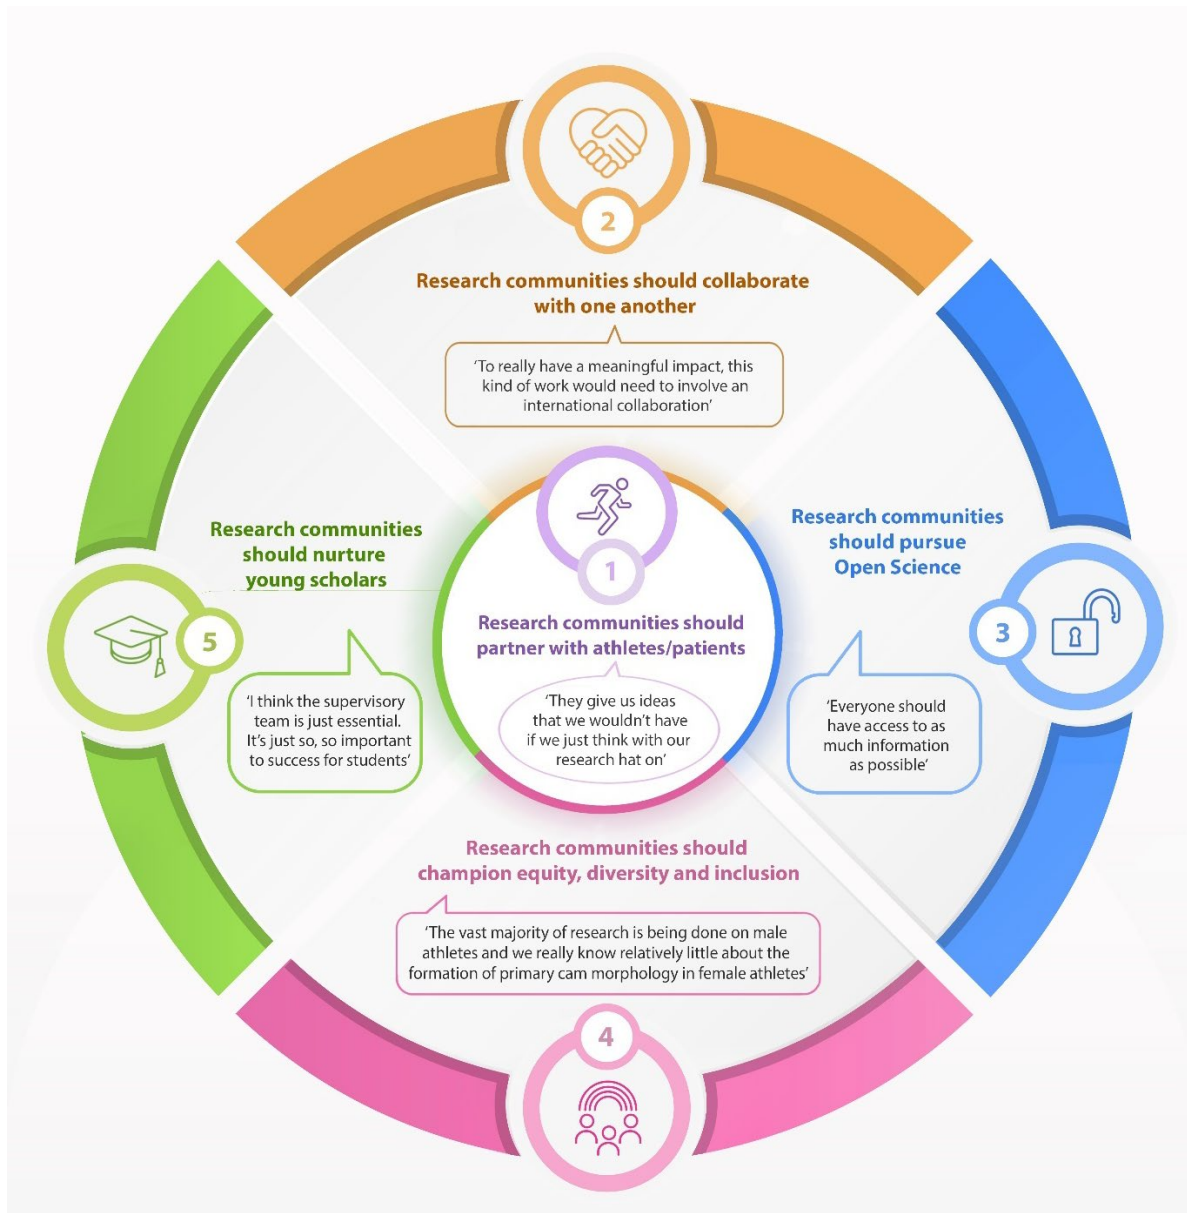 2
Research communities should collaborate
with one another
‘To really have a meaningful impact, this
kind of work would need to involve an
international collaboration’
1
Research communities should
partner with athletes/patients
‘They give us ideas
that we wouldn’t have
if we just think with our
research hat on’
Research communities
should pursue
Open Science
3
‘Everyone should
have access to as
much information
as possible’
Research communities should
champion equity, diversity and inclusion
‘The vast majority of research is being done on male
athletes and we really know relatively little about the
formation of primary cam morphology in female athletes’
4
Research communities
should nurture
young scholars
5
‘I think the supervisory
team is just essential.
It’s just so, so important
to success for students’